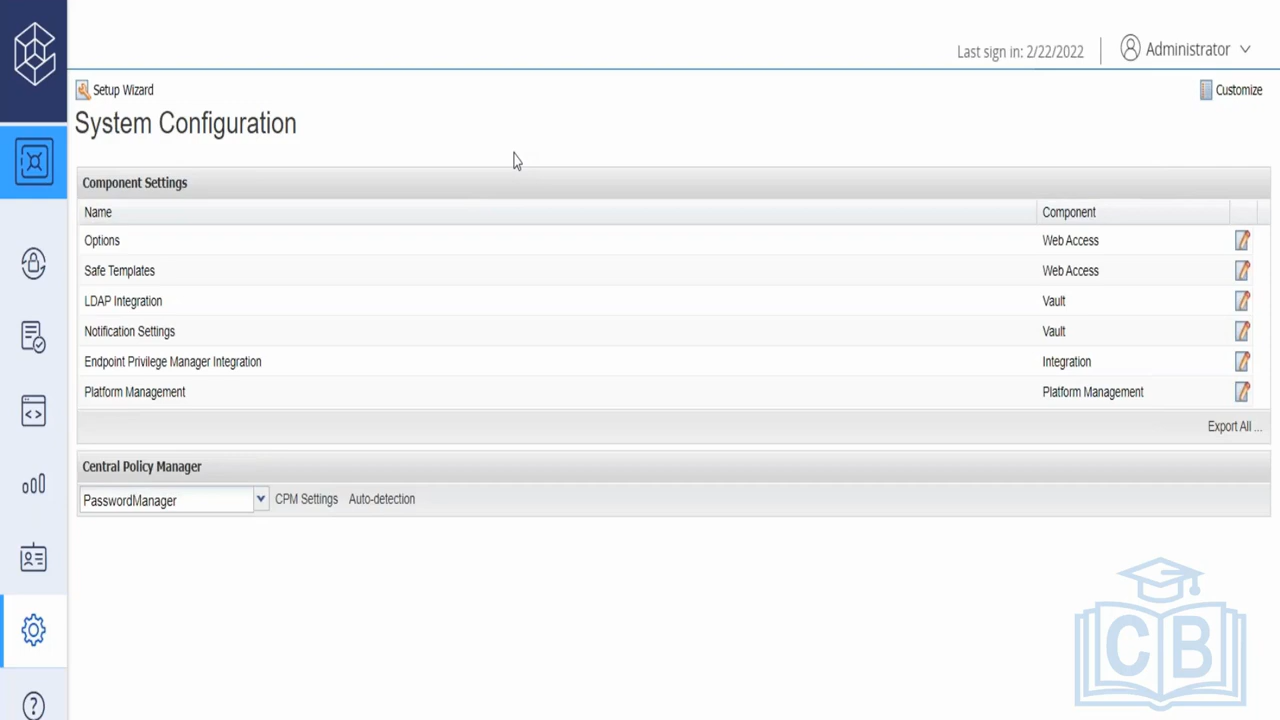 Last sign in: 2/22/2022
Administrator
Setup Wizard
Customize
System Configuration
Component Settings
Name Component
Options Web Access
Safe Templates Web Access
LDAP Integration Vault
Notification Settings Vault
Endpoint Privilege Manager Integration Integration
Platform Management Platform Management
Export All ...
Central Policy Manager
PasswordManager CPM Settings Auto-detection
?
CB